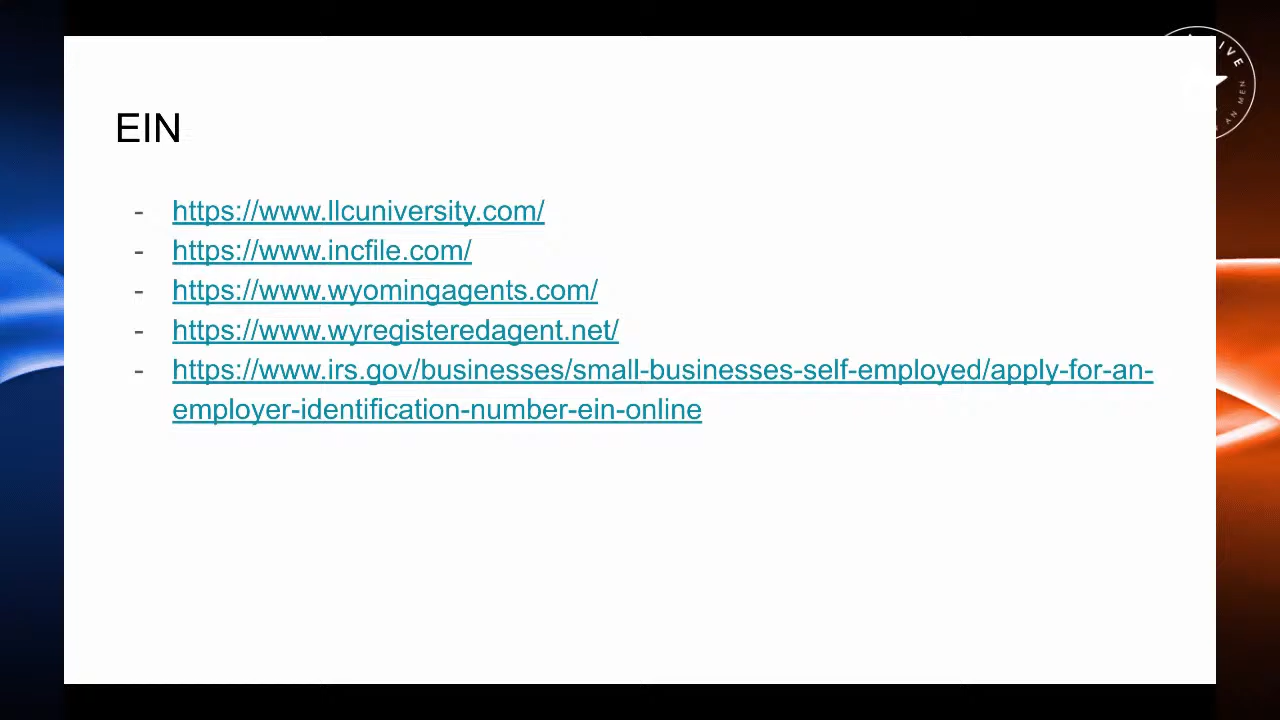 EIN
- https://www.llcuniversity.com/
- https://www.incfile.com/
- https://www.wyomingagents.com/
- https://www.wyregisteredagent.net/
- https://www.irs.gov/businesses/small-businesses-self-employed/apply-for-an-
employer-identification-number-ein-online